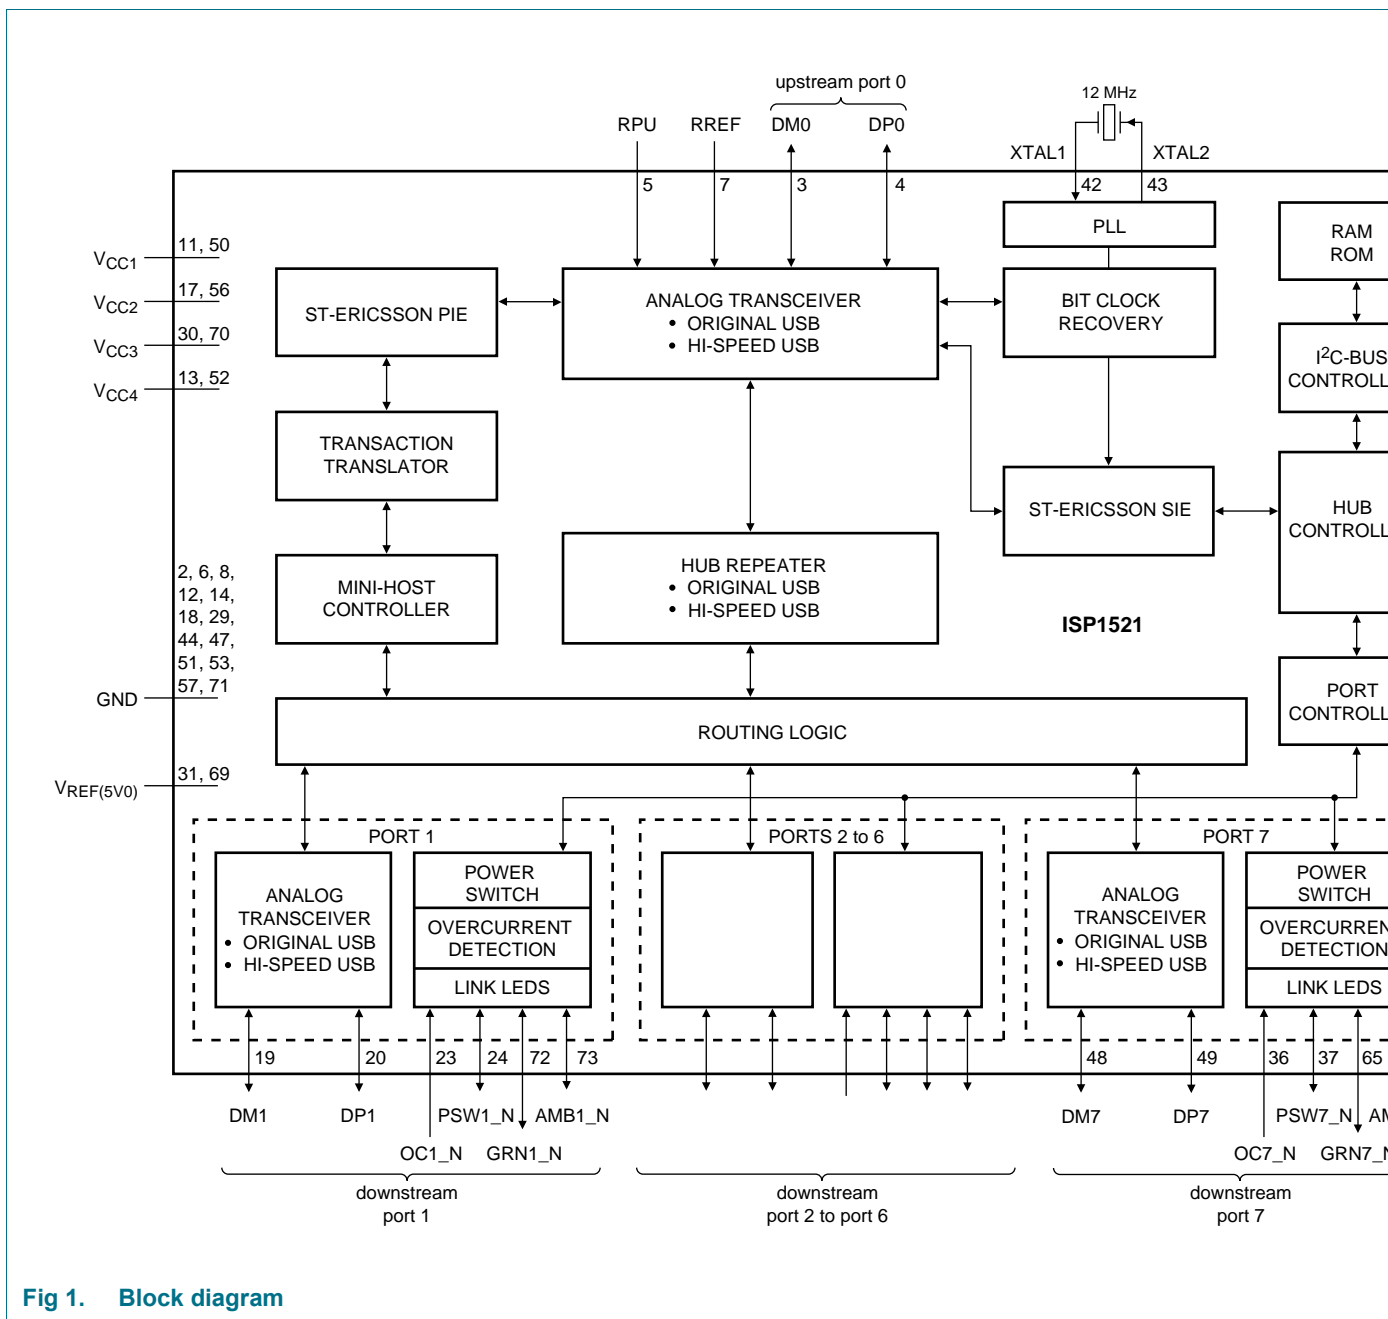 upstream port 0
12 MHz
RPU
RREF
DM0
DP0
XTAL1
XTAL2
5
7
3
4
42
43
PLL
RAM
ROM
VCC1
11, 50
VCC2
17, 56
VCC3
30, 70
VCC4
13, 52
ST-ERICSSON PIE
ANALOG TRANSCEIVER
• ORIGINAL USB
• HI-SPEED USB
BIT CLOCK
RECOVERY
I2C-BUS
CONTROLL
TRANSACTION
TRANSLATOR
ST-ERICSSON SIE
HUB
CONTROLL
MINI-HOST
CONTROLLER
HUB REPEATER
• ORIGINAL USB
• HI-SPEED USB
ISP1521
2, 6, 8,
12, 14,
18, 29,
44, 47,
51, 53,
57, 71
GND
PORT
CONTROLL
ROUTING LOGIC
31, 69
VREF(5V0)
PORT 1
PORTS 2 to 6
PORT 7
ANALOG
TRANSCEIVER
• ORIGINAL USB
• HI-SPEED USB
POWER
SWITCH
OVERCURRENT
DETECTION
LINK LEDS
ANALOG
TRANSCEIVER
• ORIGINAL USB
• HI-SPEED USB
POWER
SWITCH
OVERCURREN
DETECTION
LINK LEDS
19
20
23
24
72
73
48
49
36
37
65
DM1
DP1
PSW1_N
AMB1_N
OC1_N
GRN1_N
DM7
DP7
PSW7_N
AM
OC7_N
GRN7_N
downstream
port 1
downstream
port 2 to port 6
downstream
port 7
Fig 1. Block diagram